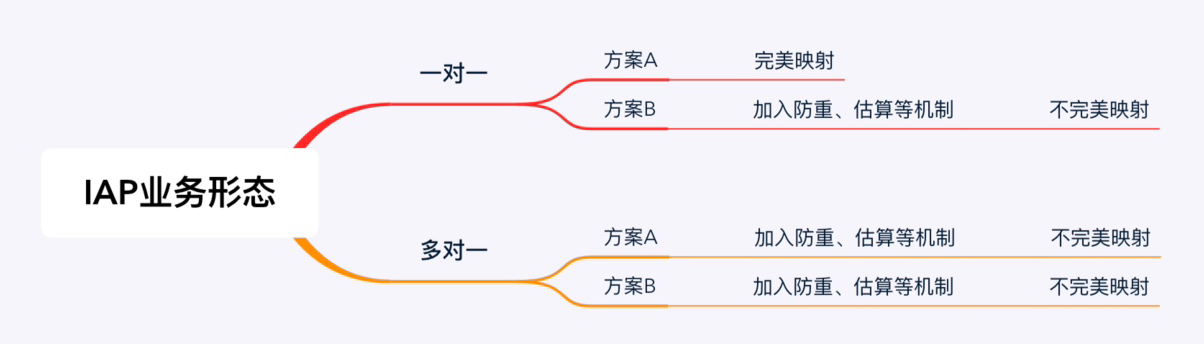 IAP业务形态
一对一
方案A 完美映射
方案B 加入防重、估算等机制 不完美映射
多对一
方案A 加入防重、估算等机制 不完美映射
方案B 加入防重、估算等机制 不完美映射